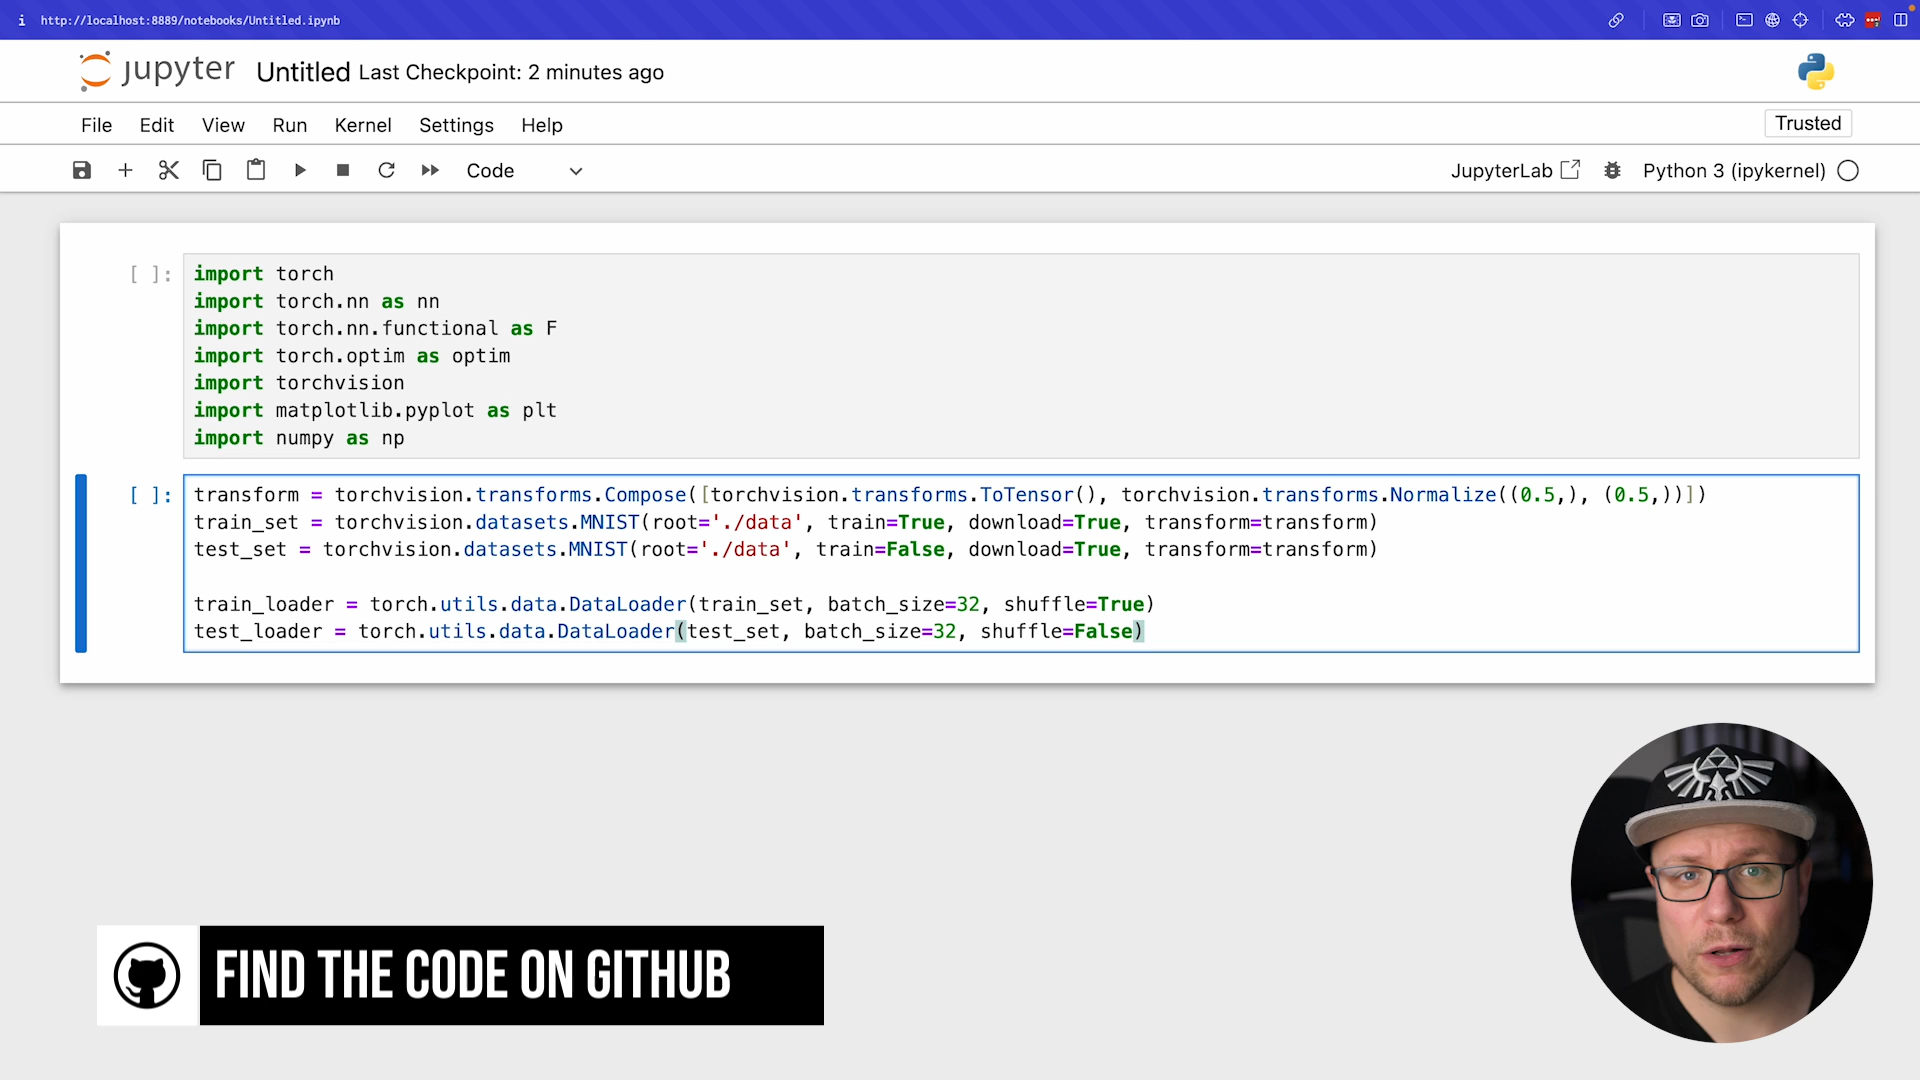 i http://localhost:8889/notebooks/Untitled.ipynb
jupyter Untitled Last Checkpoint: 2 minutes ago
File Edit View Run Kernel Settings Help Trusted
Code JupyterLab Python 3 (ipykernel)
[ ]: import torch
import torch.nn as nn
import torch.nn.functional as F
import torch.optim as optim
import torchvision
import matplotlib.pyplot as plt
import numpy as np
[ ]: transform = torchvision.transforms.Compose([torchvision.transforms.ToTensor(), torchvision.transforms.Normalize((0.5,), (0.5,))])
train_set = torchvision.datasets.MNIST(root='./data', train=True, download=True, transform=transform)
test_set = torchvision.datasets.MNIST(root='./data', train=False, download=True, transform=transform)
train_loader = torch.utils.data.DataLoader(train_set, batch_size=32, shuffle=True)
test_loader = torch.utils.data.DataLoader(test_set, batch_size=32, shuffle=False)
FIND THE CODE ON GITHUB